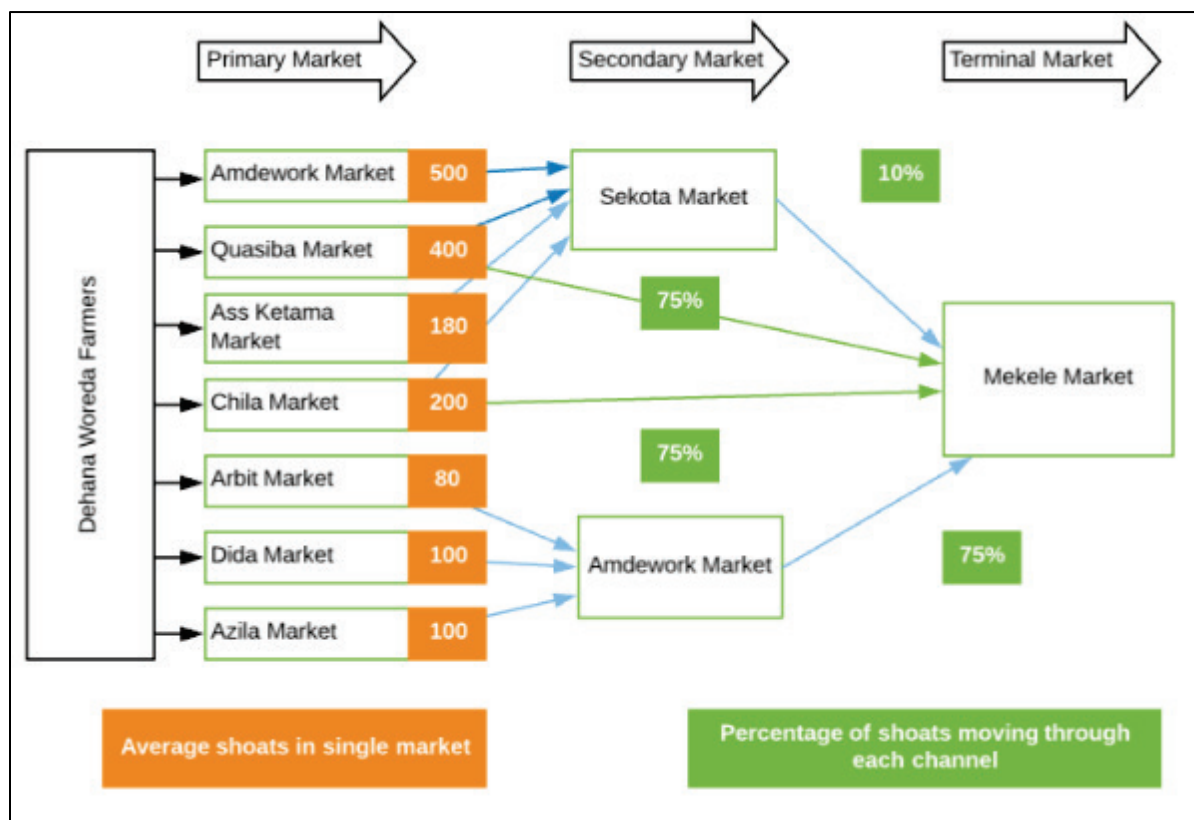 Primary Market
Secondary Market
Terminal Market
Dehana Woreda Farmers
Amdework Market 500
Quasiba Market 400
Ass Ketama
Market
180
Chila Market 200
Arbit Market 80
Dida Market 100
Azila Market 100
Sekota Market
Amdework Market
10%
75%
75%
75%
Mekele Market
Average shoats in single market
Percentage of shoats moving through
each channel